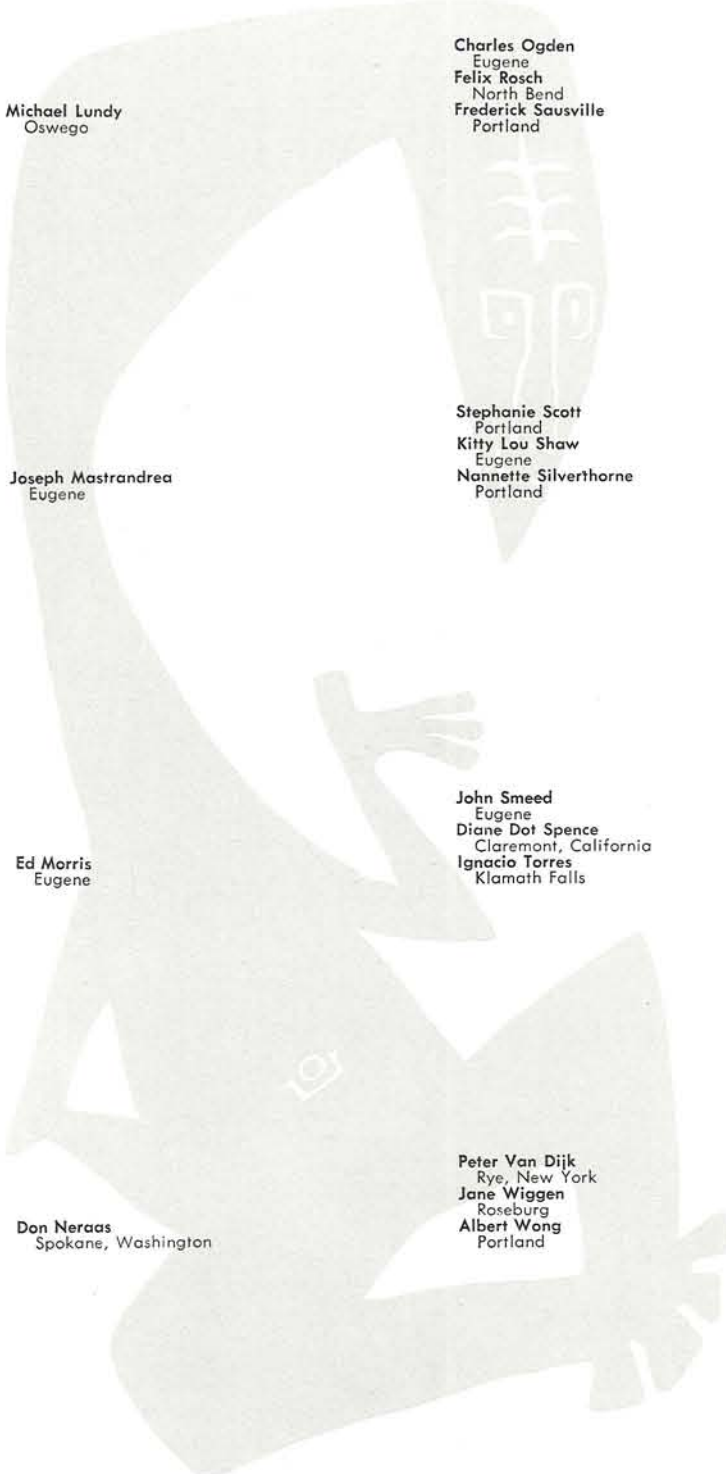 Michael Lundy
Oswego
Joseph Mastrandrea
Eugene
Ed Morris
Eugene
Don Neraas
Spokane, Washington
Charles Ogden
Eugene
Felix Rosch
North Bend
Frederick Sausville
Portland
Stephanie Scott
Portland
Kitty Lou Shaw
Eugene
Nannette Silverthorne
Portland
John Smeed
Eugene
Diane Dot Spence
Claremont, California
Ignacio Torres
Klamath Falls
Peter Van Dijk
Rye, New York
Jane Wiggen
Roseburg
Albert Wong
Portland